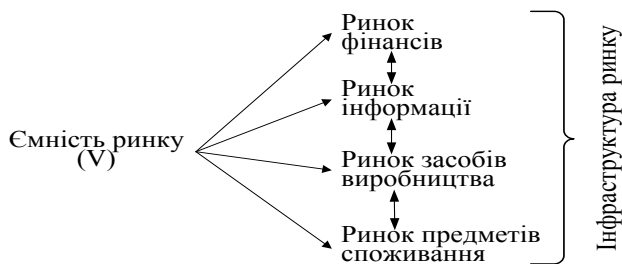 Ємність ринку
(V)
Ринок
фінансів
Ринок
інформації
Ринок засобів
виробництва
Ринок предметів
споживання
Інфраструктура ринку